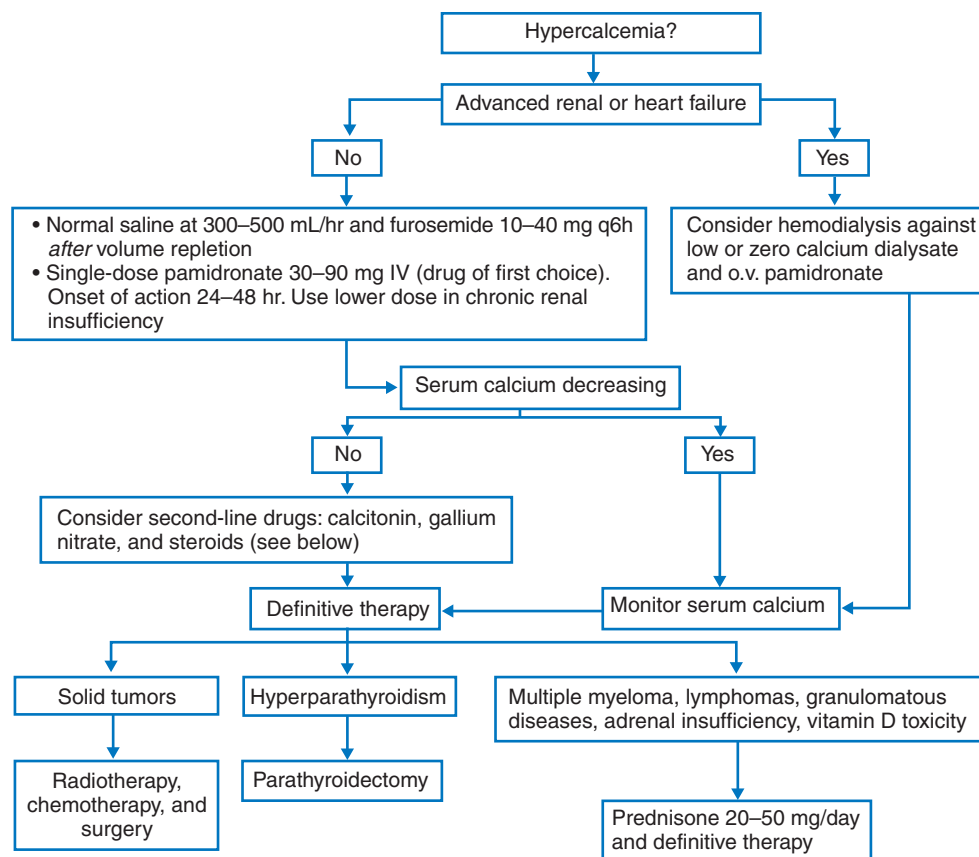 Hypercalcemia?
Advanced renal or heart failure
No
Yes
• Normal saline at 300–500 mL/hr and furosemide 10–40 mg q6h
after volume repletion
• Single-dose pamidronate 30–90 mg IV (drug of first choice).
Onset of action 24–48 hr. Use lower dose in chronic renal
insufficiency
Consider hemodialysis against
low or zero calcium dialysate
and o.v. pamidronate
Serum calcium decreasing
No
Yes
Consider second-line drugs: calcitonin, gallium
nitrate, and steroids (see below)
Definitive therapy
Monitor serum calcium
Solid tumors
Hyperparathyroidism
Multiple myeloma, lymphomas, granulomatous
diseases, adrenal insufficiency, vitamin D toxicity
Radiotherapy,
chemotherapy, and
surgery
Parathyroidectomy
Prednisone 20–50 mg/day
and definitive therapy